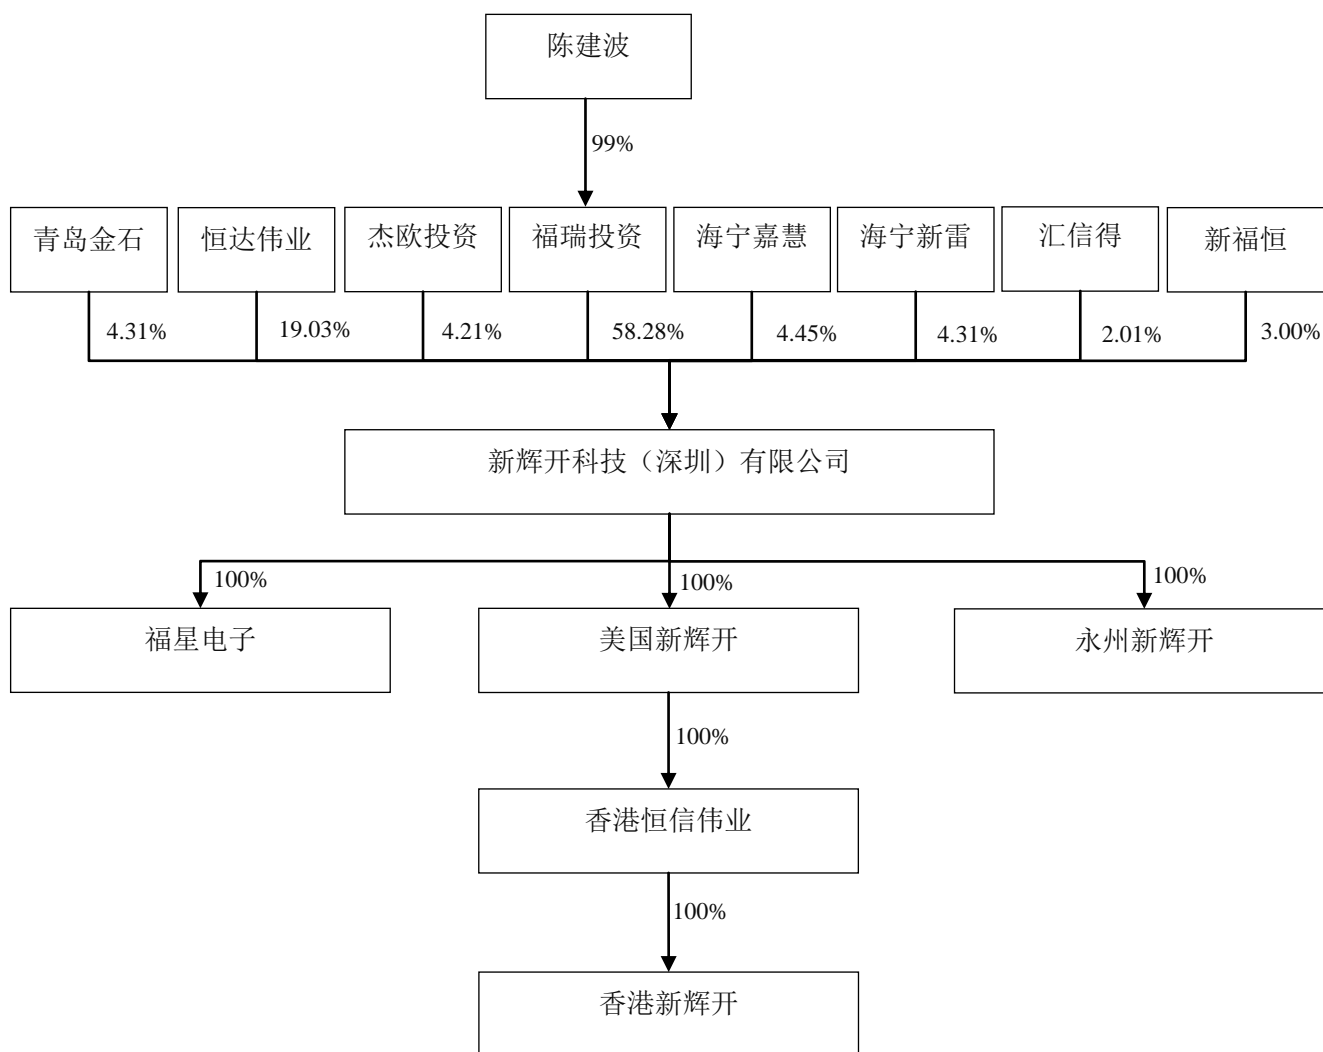 陈建波
99%
青岛金石
恒达伟业
杰欧投资
福瑞投资
海宁嘉慧
海宁新雷
汇信得
新福恒
4.31%
19.03%
4.21%
58.28%
4.45%
4.31%
2.01%
3.00%
新辉开科技（深圳）有限公司
100%
100%
100%
福星电子
美国新辉开
永州新辉开
100%
香港恒信伟业
100%
香港新辉开